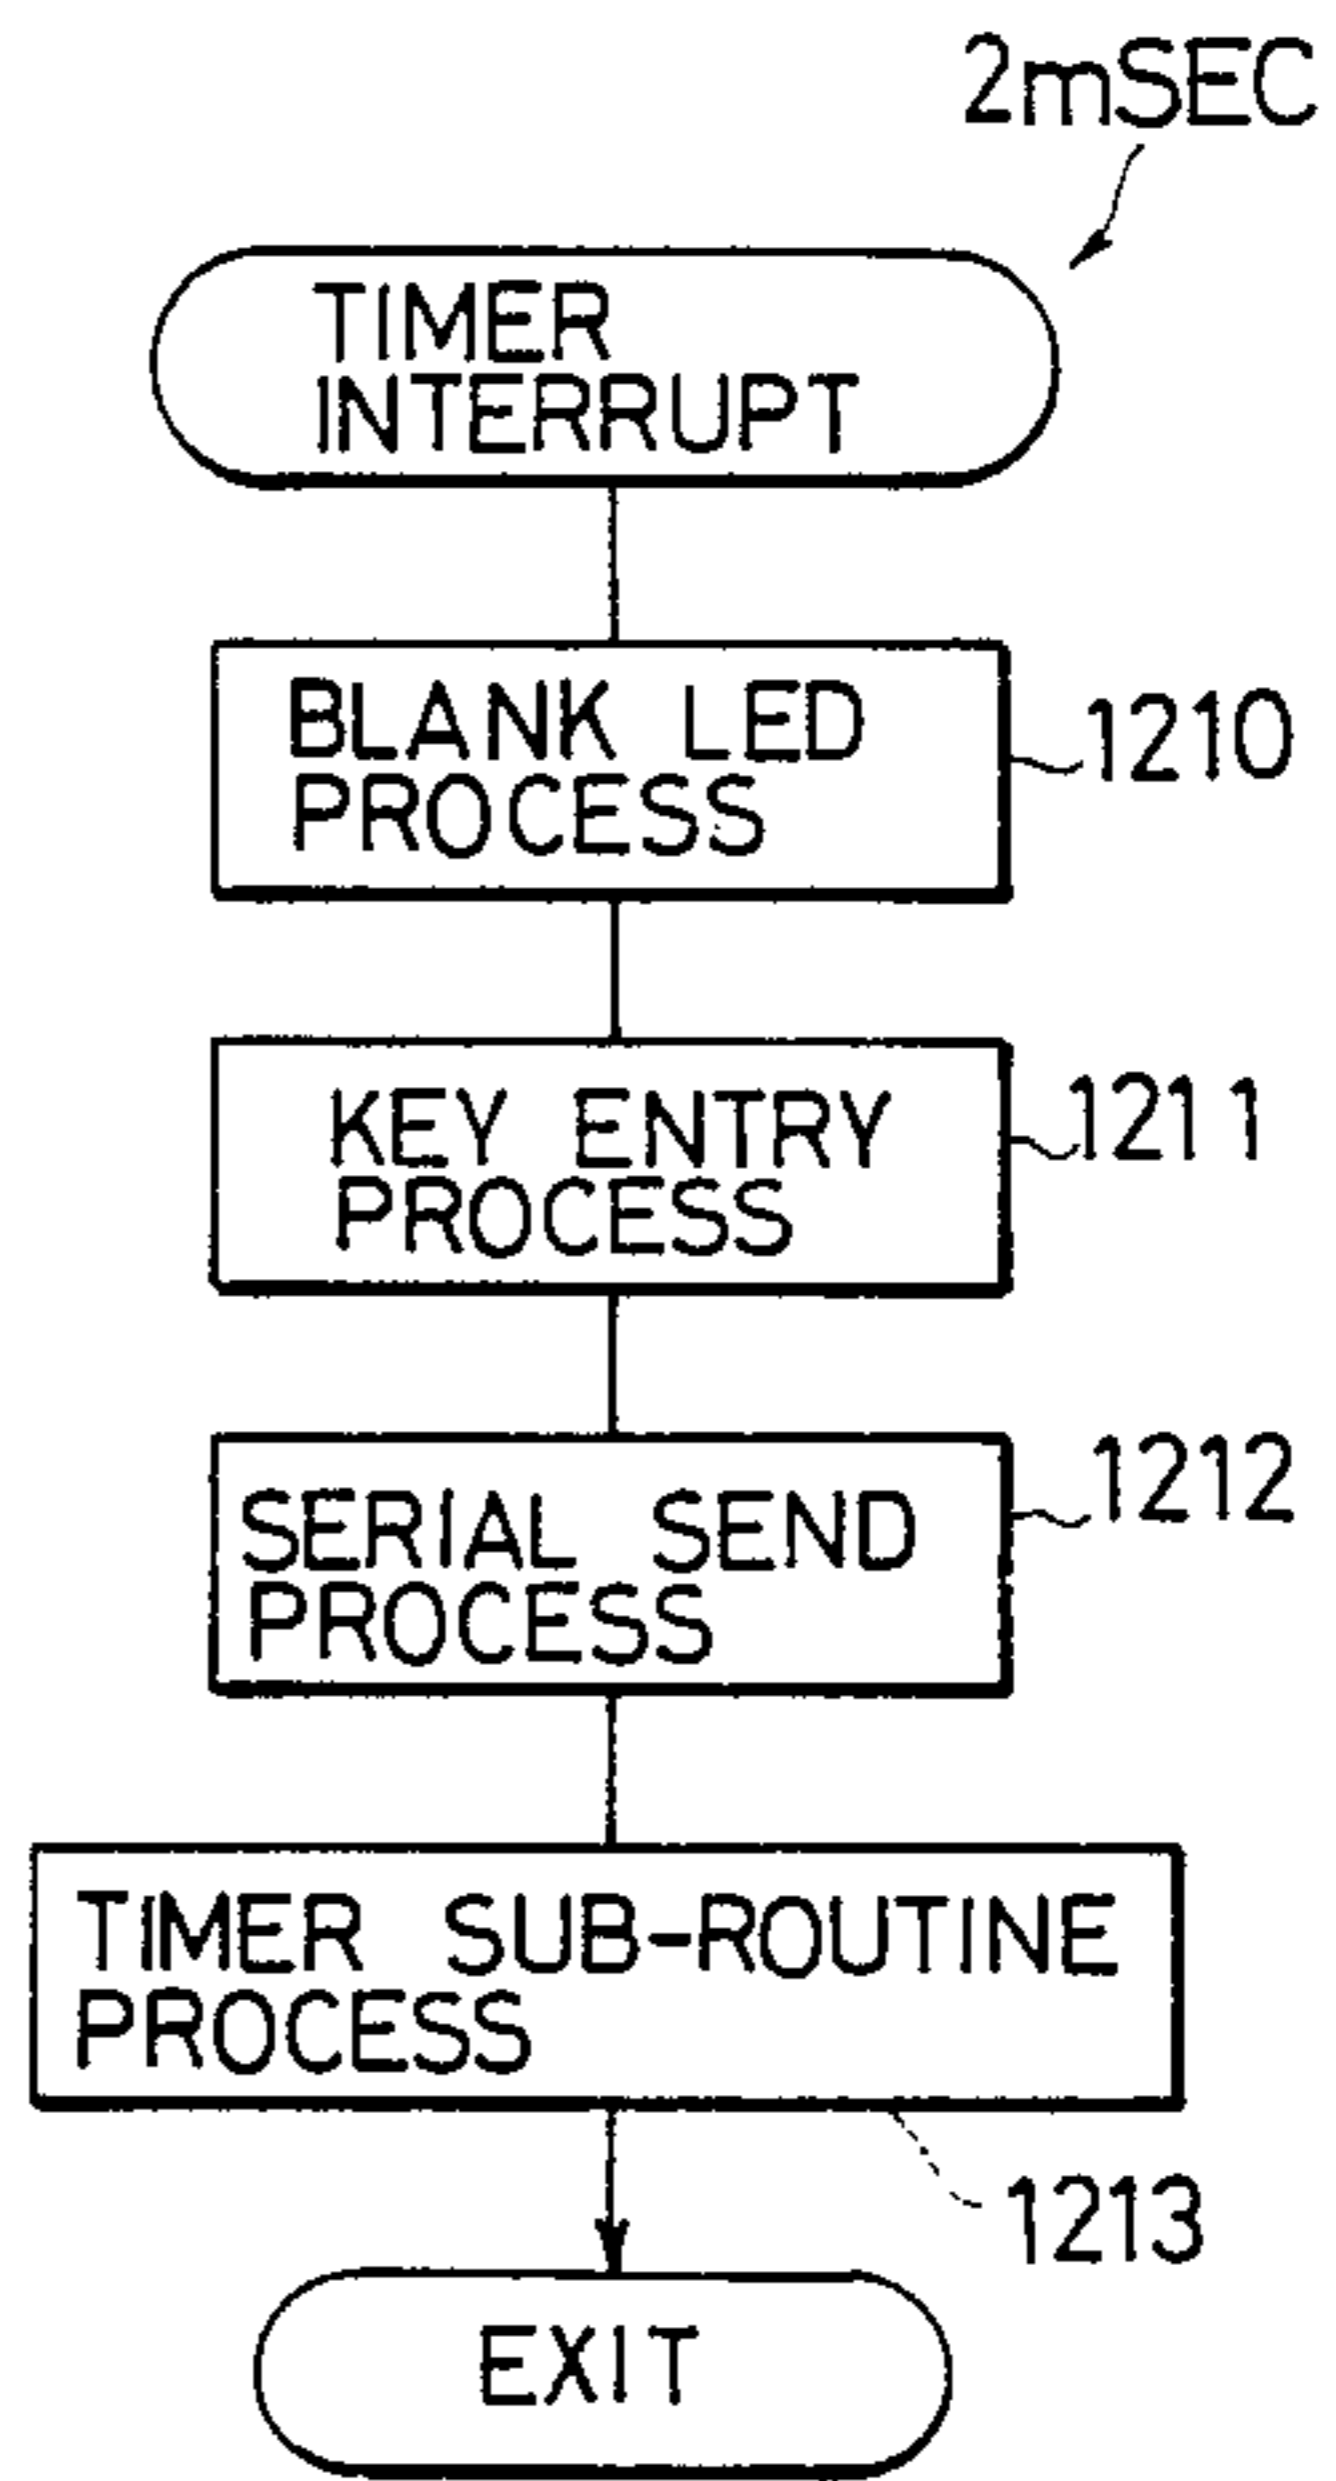 2mSEC
TIMER
INTERRUPT
BLANK LED
PROCESS
1210
KEY ENTRY
PROCESS
1211
SERIAL SEND
PROCESS
1212
TIMER SUB-ROUTINE
PROCESS
1213
EXIT